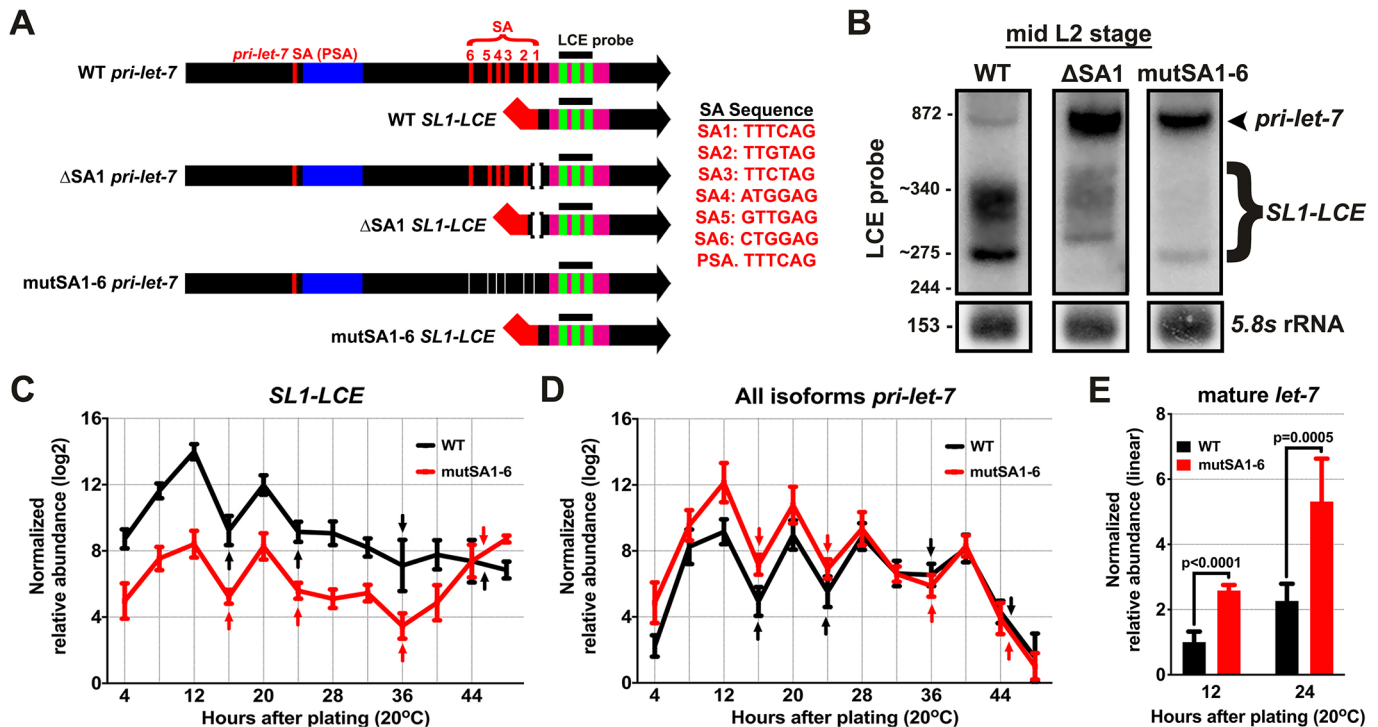 A
SA
pri-let-7 SA (PSA)
6 5 4 3 2 1
LCE probe
WT pri-let-7
WT SL1-LCE
ΔSA1 pri-let-7
ΔSA1 SL1-LCE
mutSA1-6 pri-let-7
mutSA1-6 SL1-LCE
SA Sequence
SA1: TTTCAG
SA2: TTGTAG
SA3: TTCTAG
SA4: ATGGAG
SA5: GTTGAG
SA6: CTGGAG
PSA. TTTCAG
B
mid L2 stage
WT ΔSA1 mutSA1-6
LCE probe
872 -
~340 -
~275 -
244 -
153 -
pri-let-7
SL1-LCE
5.8s rRNA
C
SL1-LCE
Normalized
relative abundance (log2)
16
12
8
4
0
WT
mutSA1-6
4 12 20 28 36 44
Hours after plating (20°C)
D
All isoforms pri-let-7
Normalized
relative abundance (log2)
16
12
8
4
0
WT
mutSA1-6
4 12 20 28 36 44
Hours after plating (20°C)
E
mature let-7
Normalized
relative abundance (linear)
8
6
4
2
0
WT
mutSA1-6
p=0.0005
p<0.0001
12 24
Hours after plating (20°C)